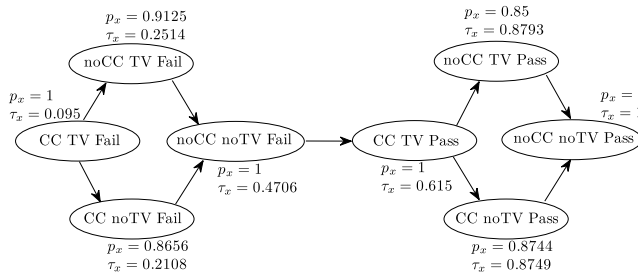 p_x = 0.9125
τ_x = 0.2514
noCC TV Fail
p_x = 1
τ_x = 0.095
CC TV Fail
noCC noTV Fail
p_x = 1
τ_x = 0.4706
CC noTV Fail
p_x = 0.8656
τ_x = 0.2108
p_x = 0.85
τ_x = 0.8793
noCC TV Pass
CC TV Pass
p_x = 1
τ_x = 0.615
p_x =
τ_x =
noCC noTV Pass
CC noTV Pass
p_x = 0.8744
τ_x = 0.8749